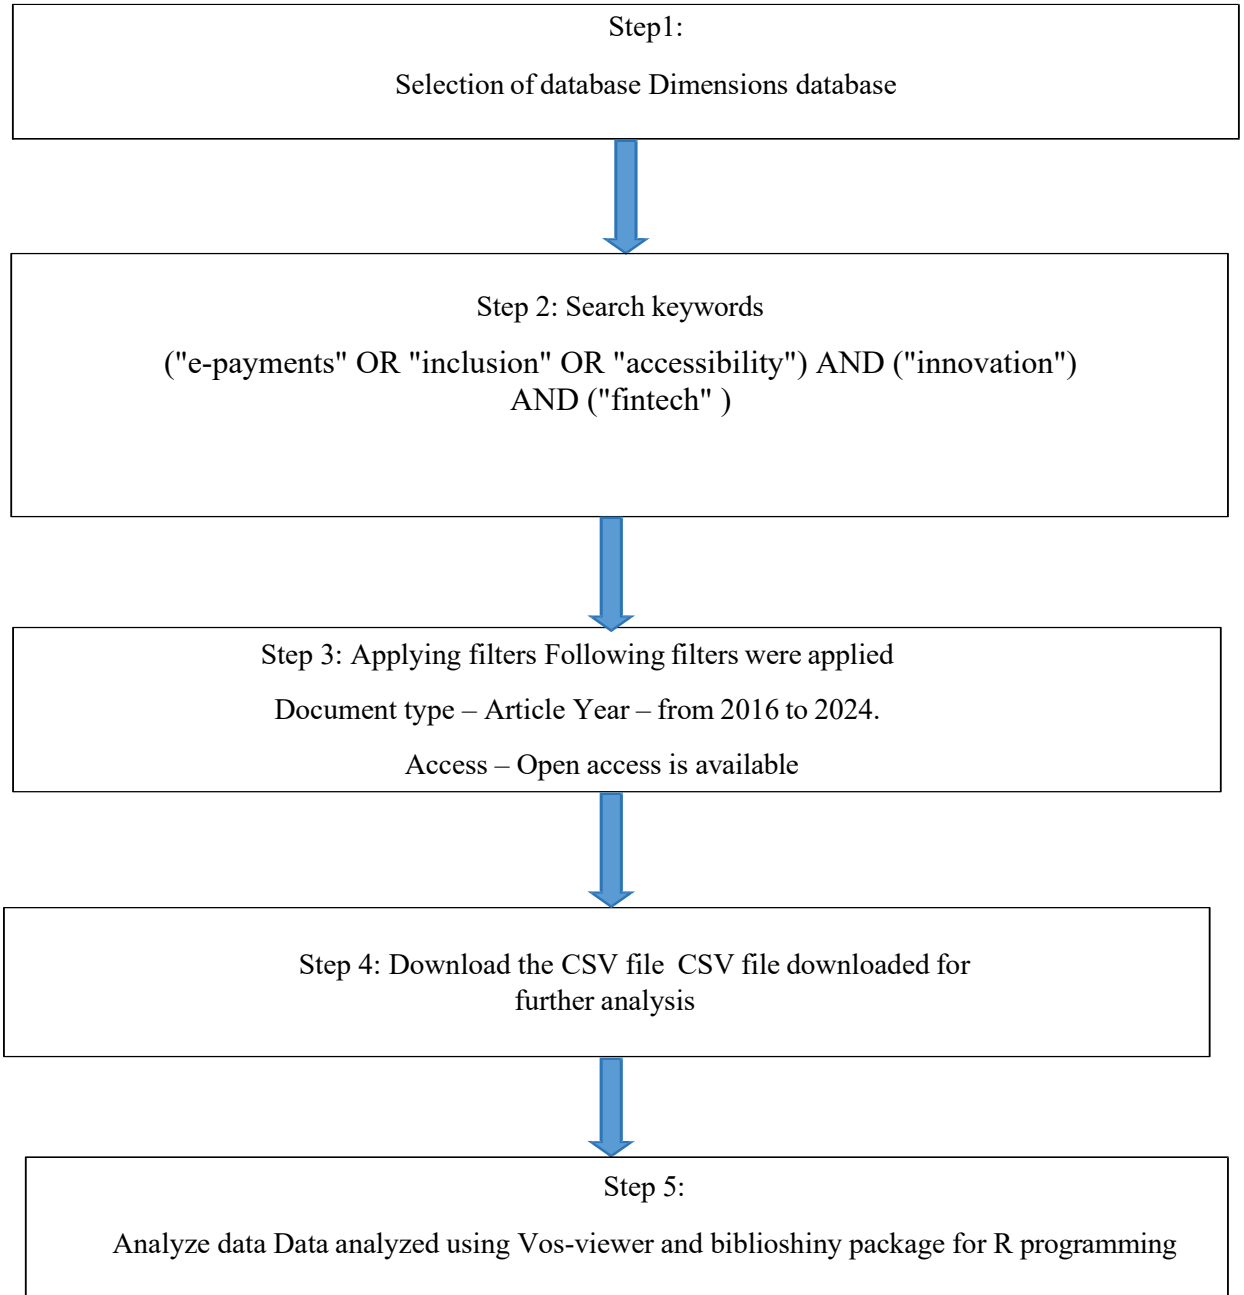 Step1:
Selection of database Dimensions database
Step 2: Search keywords
("e-payments" OR "inclusion" OR "accessibility") AND ("innovation")
AND ("fintech" )
Step 3: Applying filters Following filters were applied
Document type – Article Year – from 2016 to 2024.
Access – Open access is available
Step 4: Download the CSV file  CSV file downloaded for
further analysis
Step 5:
Analyze data Data analyzed using Vos-viewer and biblioshiny package for R programming